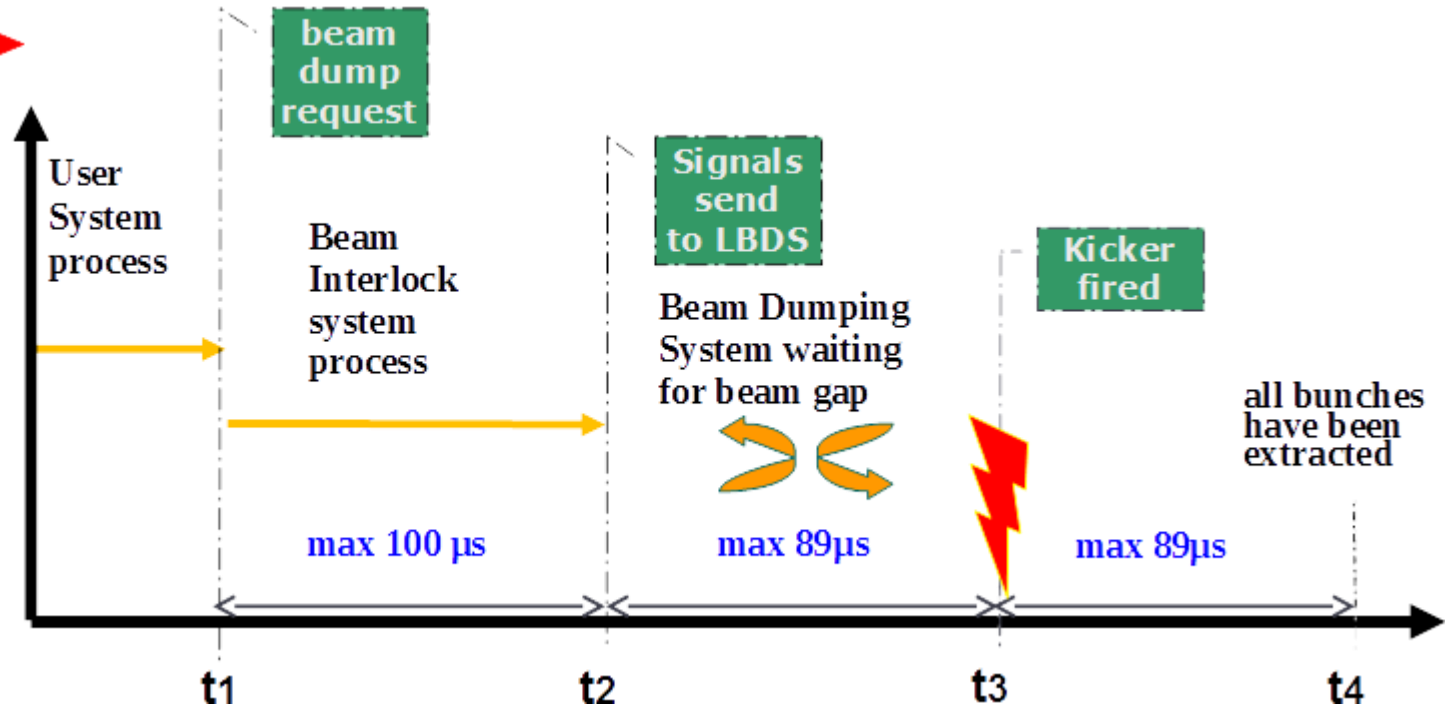 beam
dump
request
User
System
process
Beam
Interlock
system
process
Signals
send
to LBDS
Beam Dumping
System waiting
for beam gap
Kicker
fired
all bunches
have been
extracted
max 100 µs
max 89µs
max 89µs
t1
t2
t3
t4